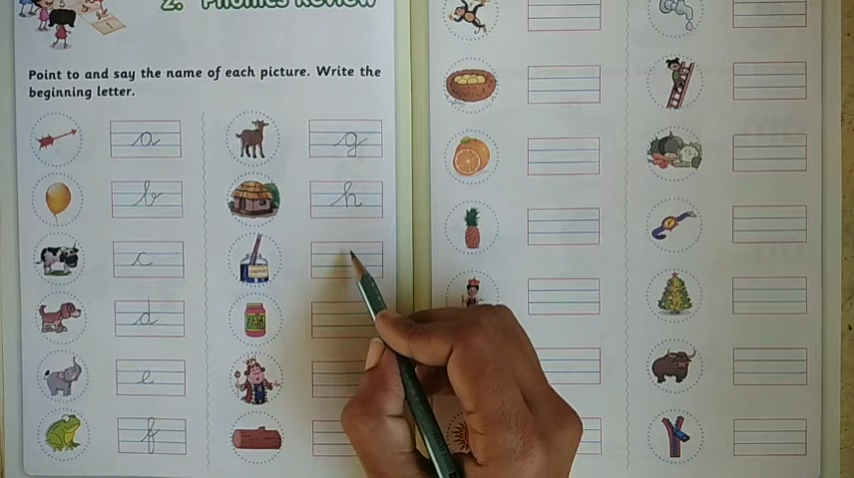 2. Phonics Review
Point to and say the name of each picture. Write the
beginning letter.
a
g
b
h
c
d
e
f